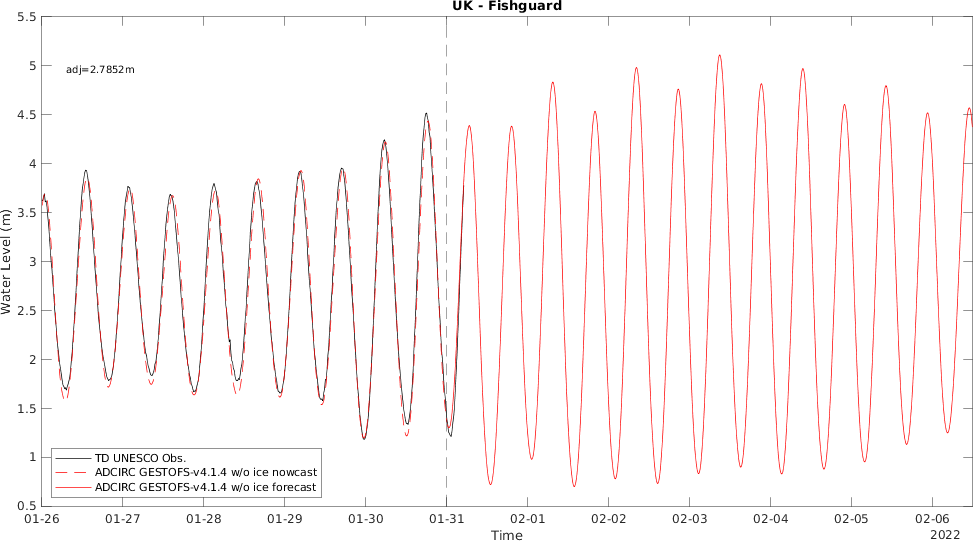 UK - Fishguard
5.5
5
4.5
4
3.5
3
2.5
2
1.5
1
0.5
Water Level (m)
adj=2.7852m
TD UNESCO Obs.
ADCIRC GESTOFS-v4.1.4 w/o ice nowcast
ADCIRC GESTOFS-v4.1.4 w/o ice forecast
01-26 01-27 01-28 01-29 01-30 01-31 02-01 02-02 02-03 02-04 02-05 02-06
2022
Time